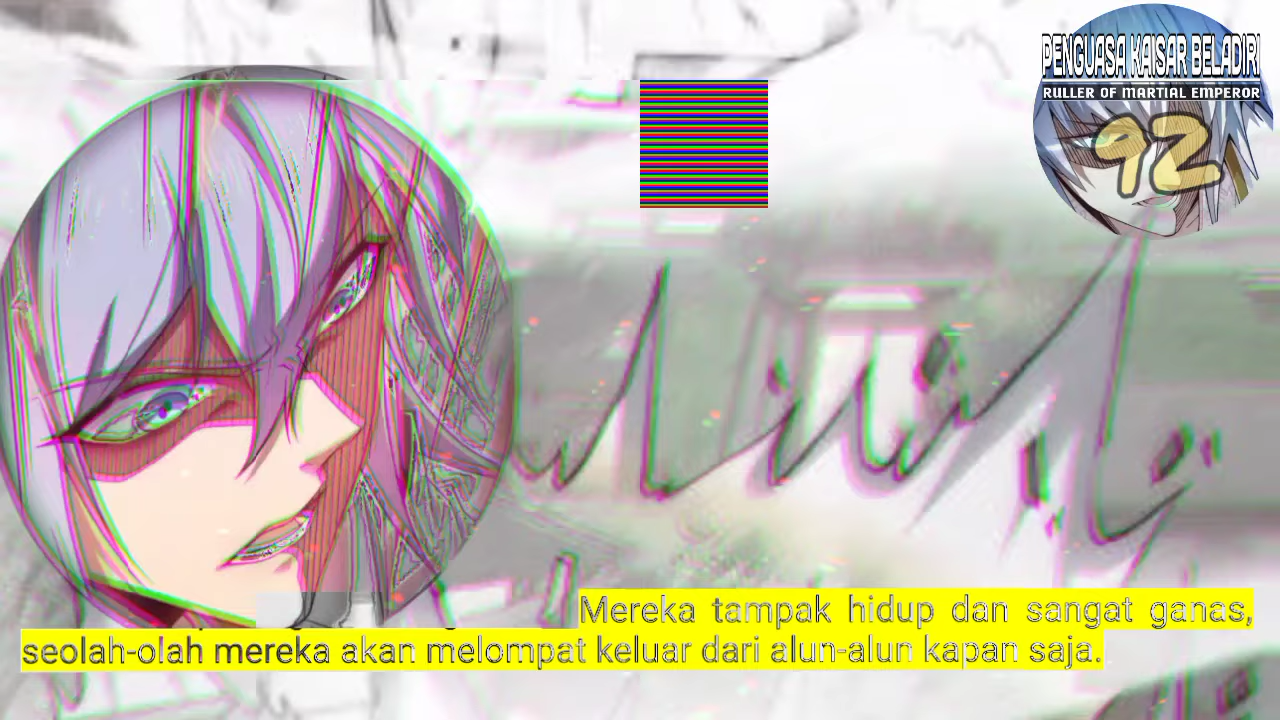 PENGUASA KAISAR BELADIRI
RULLER OF MARTIAL EMPEROR
92
Mereka tampak hidup dan sangat ganas,
seolah-olah mereka akan melompat keluar dari alun-alun kapan saja.